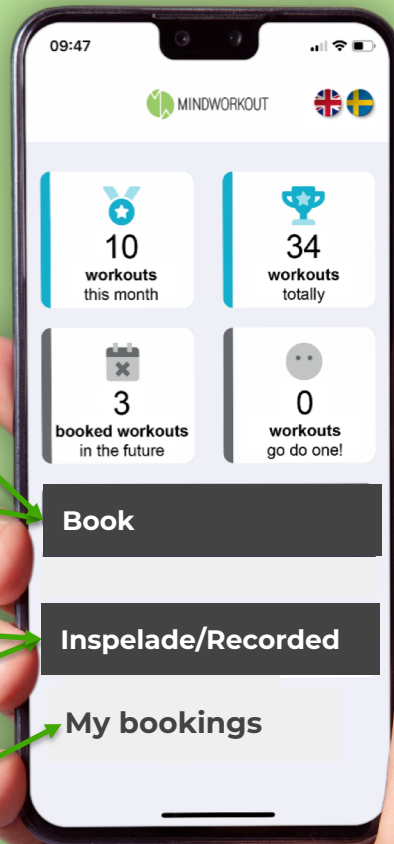 09:47
MINDWORKOUT
10
workouts
this month
34
workouts
totally
3
booked workouts
in the future
0
workouts
go do one!
Book
Inspelade/Recorded
My bookings